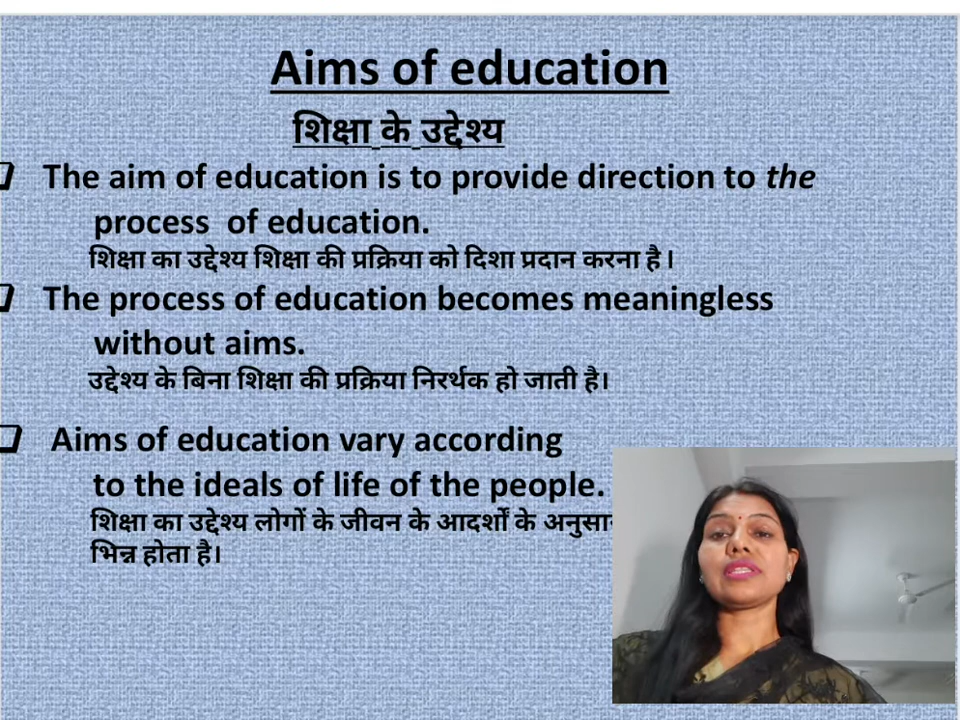 Aims of education
शिक्षा के उद्देश्य
The aim of education is to provide direction to the
process of education.
शिक्षा का उद्देश्य शिक्षा की प्रक्रिया को दिशा प्रदान करना है।
The process of education becomes meaningless
without aims.
उद्देश्य के बिना शिक्षा की प्रक्रिया निरर्थक हो जाती है।
Aims of education vary according
to the ideals of life of the people.
शिक्षा का उद्देश्य लोगों के जीवन के आदर्शों के
भिन्न होता है।